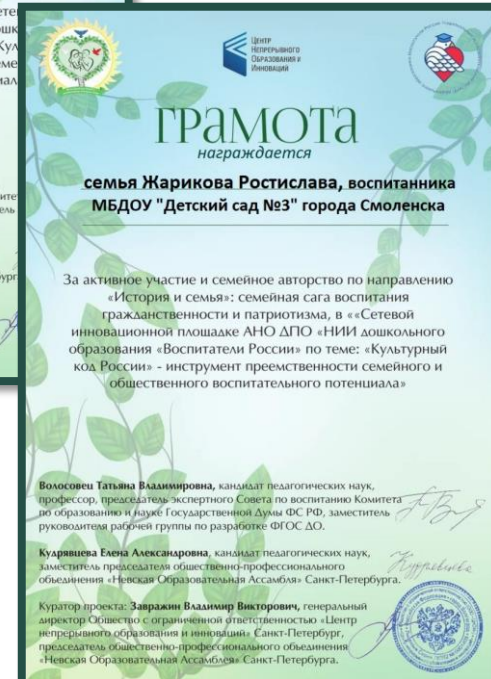 ЦЕНТР
НЕПРЕРЫВНОГО
ОБРАЗОВАНИЯ И
ИННОВАЦИЙ
ГРАМОТА
награждается
семья Жарикова Ростислава, воспитанника
МБДОУ "Детский сад №3" города Смоленска
За активное участие и семейное авторство по направлению
«История и семья»: семейная сага воспитания
гражданственности и патриотизма, в ««Сетевой
инновационной площадке АНО ДПО «НИИ дошкольного
образования «Воспитатели России» по теме: «Культурный
код России» - инструмент преемственности семейного и
общественного воспитательного потенциала»
Волосовец Татьяна Владимировна, кандидат педагогических наук,
профессор, председатель экспертного Совета по воспитанию Комитета
по образованию и науке Государственной Думы ФС РФ, заместитель
руководителя рабочей группы по разработке ФГОС ДО.
Кудрявцева Елена Александровна, кандидат педагогических наук,
заместитель председателя общественно-профессионального
объединения «Невская Образовательная Ассамбля» Санкт-Петербурга.
Куратор проекта: Завражин Владимир Викторович, генеральный
директор Общество с ограниченной ответственностью «Центр
непрерывного образования и инноваций» Санкт-Петербург,
председатель общественно-профессионального объединения
«Невская Образовательная Ассамблея» Санкт-Петербурга.